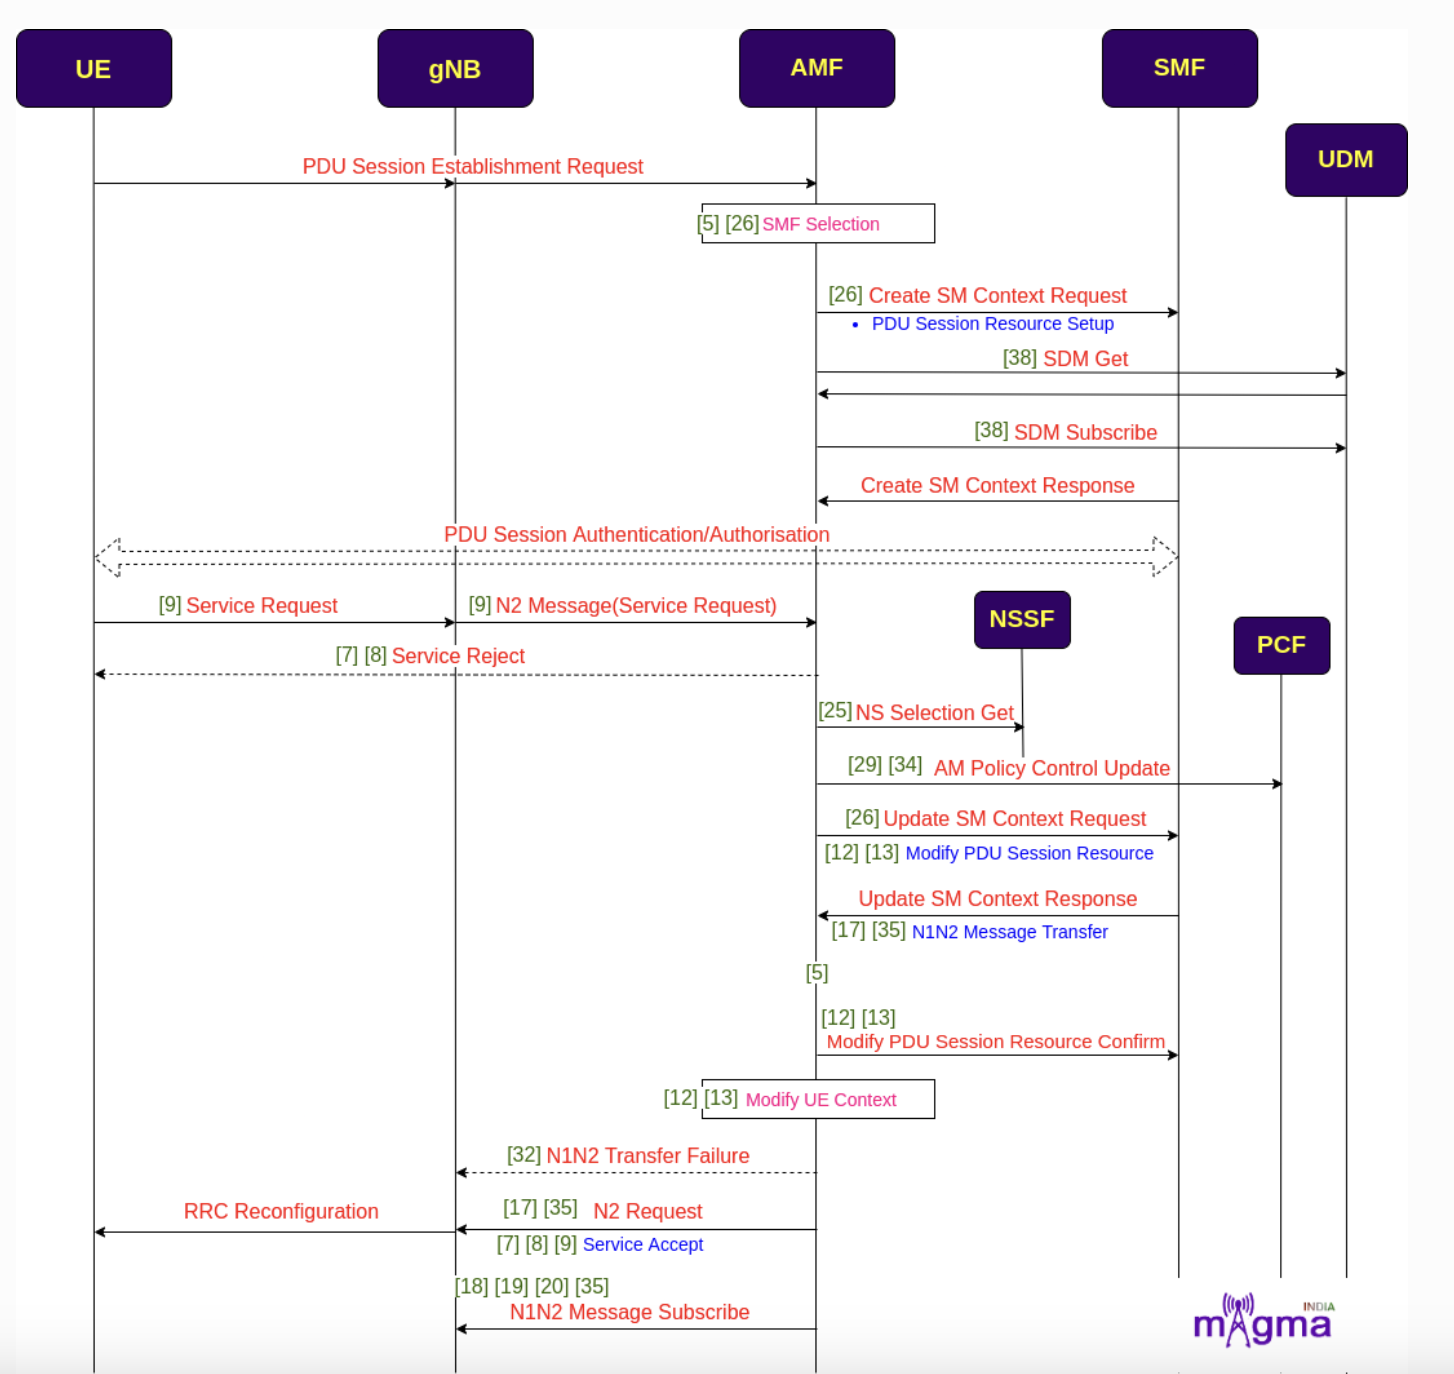 UE
gNB
AMF
SMF
UDM
PDU Session Establishment Request
[5] [26] SMF Selection
[26] Create SM Context Request
• PDU Session Resource Setup
[38] SDM Get
[38] SDM Subscribe
Create SM Context Response
PDU Session Authentication/Authorisation
[9] Service Request
[9] N2 Message(Service Request)
NSSF
PCF
[7] [8] Service Reject
[25] NS Selection Get
[29] [34] AM Policy Control Update
[26] Update SM Context Request
[12] [13] Modify PDU Session Resource
Update SM Context Response
[17] [35] N1N2 Message Transfer
[5]
[12] [13]
Modify PDU Session Resource Confirm
[12] [13] Modify UE Context
[32] N1N2 Transfer Failure
RRC Reconfiguration
[17] [35] N2 Request
[7] [8] [9] Service Accept
[18] [19] [20] [35]
N1N2 Message Subscribe
INDIA
magma